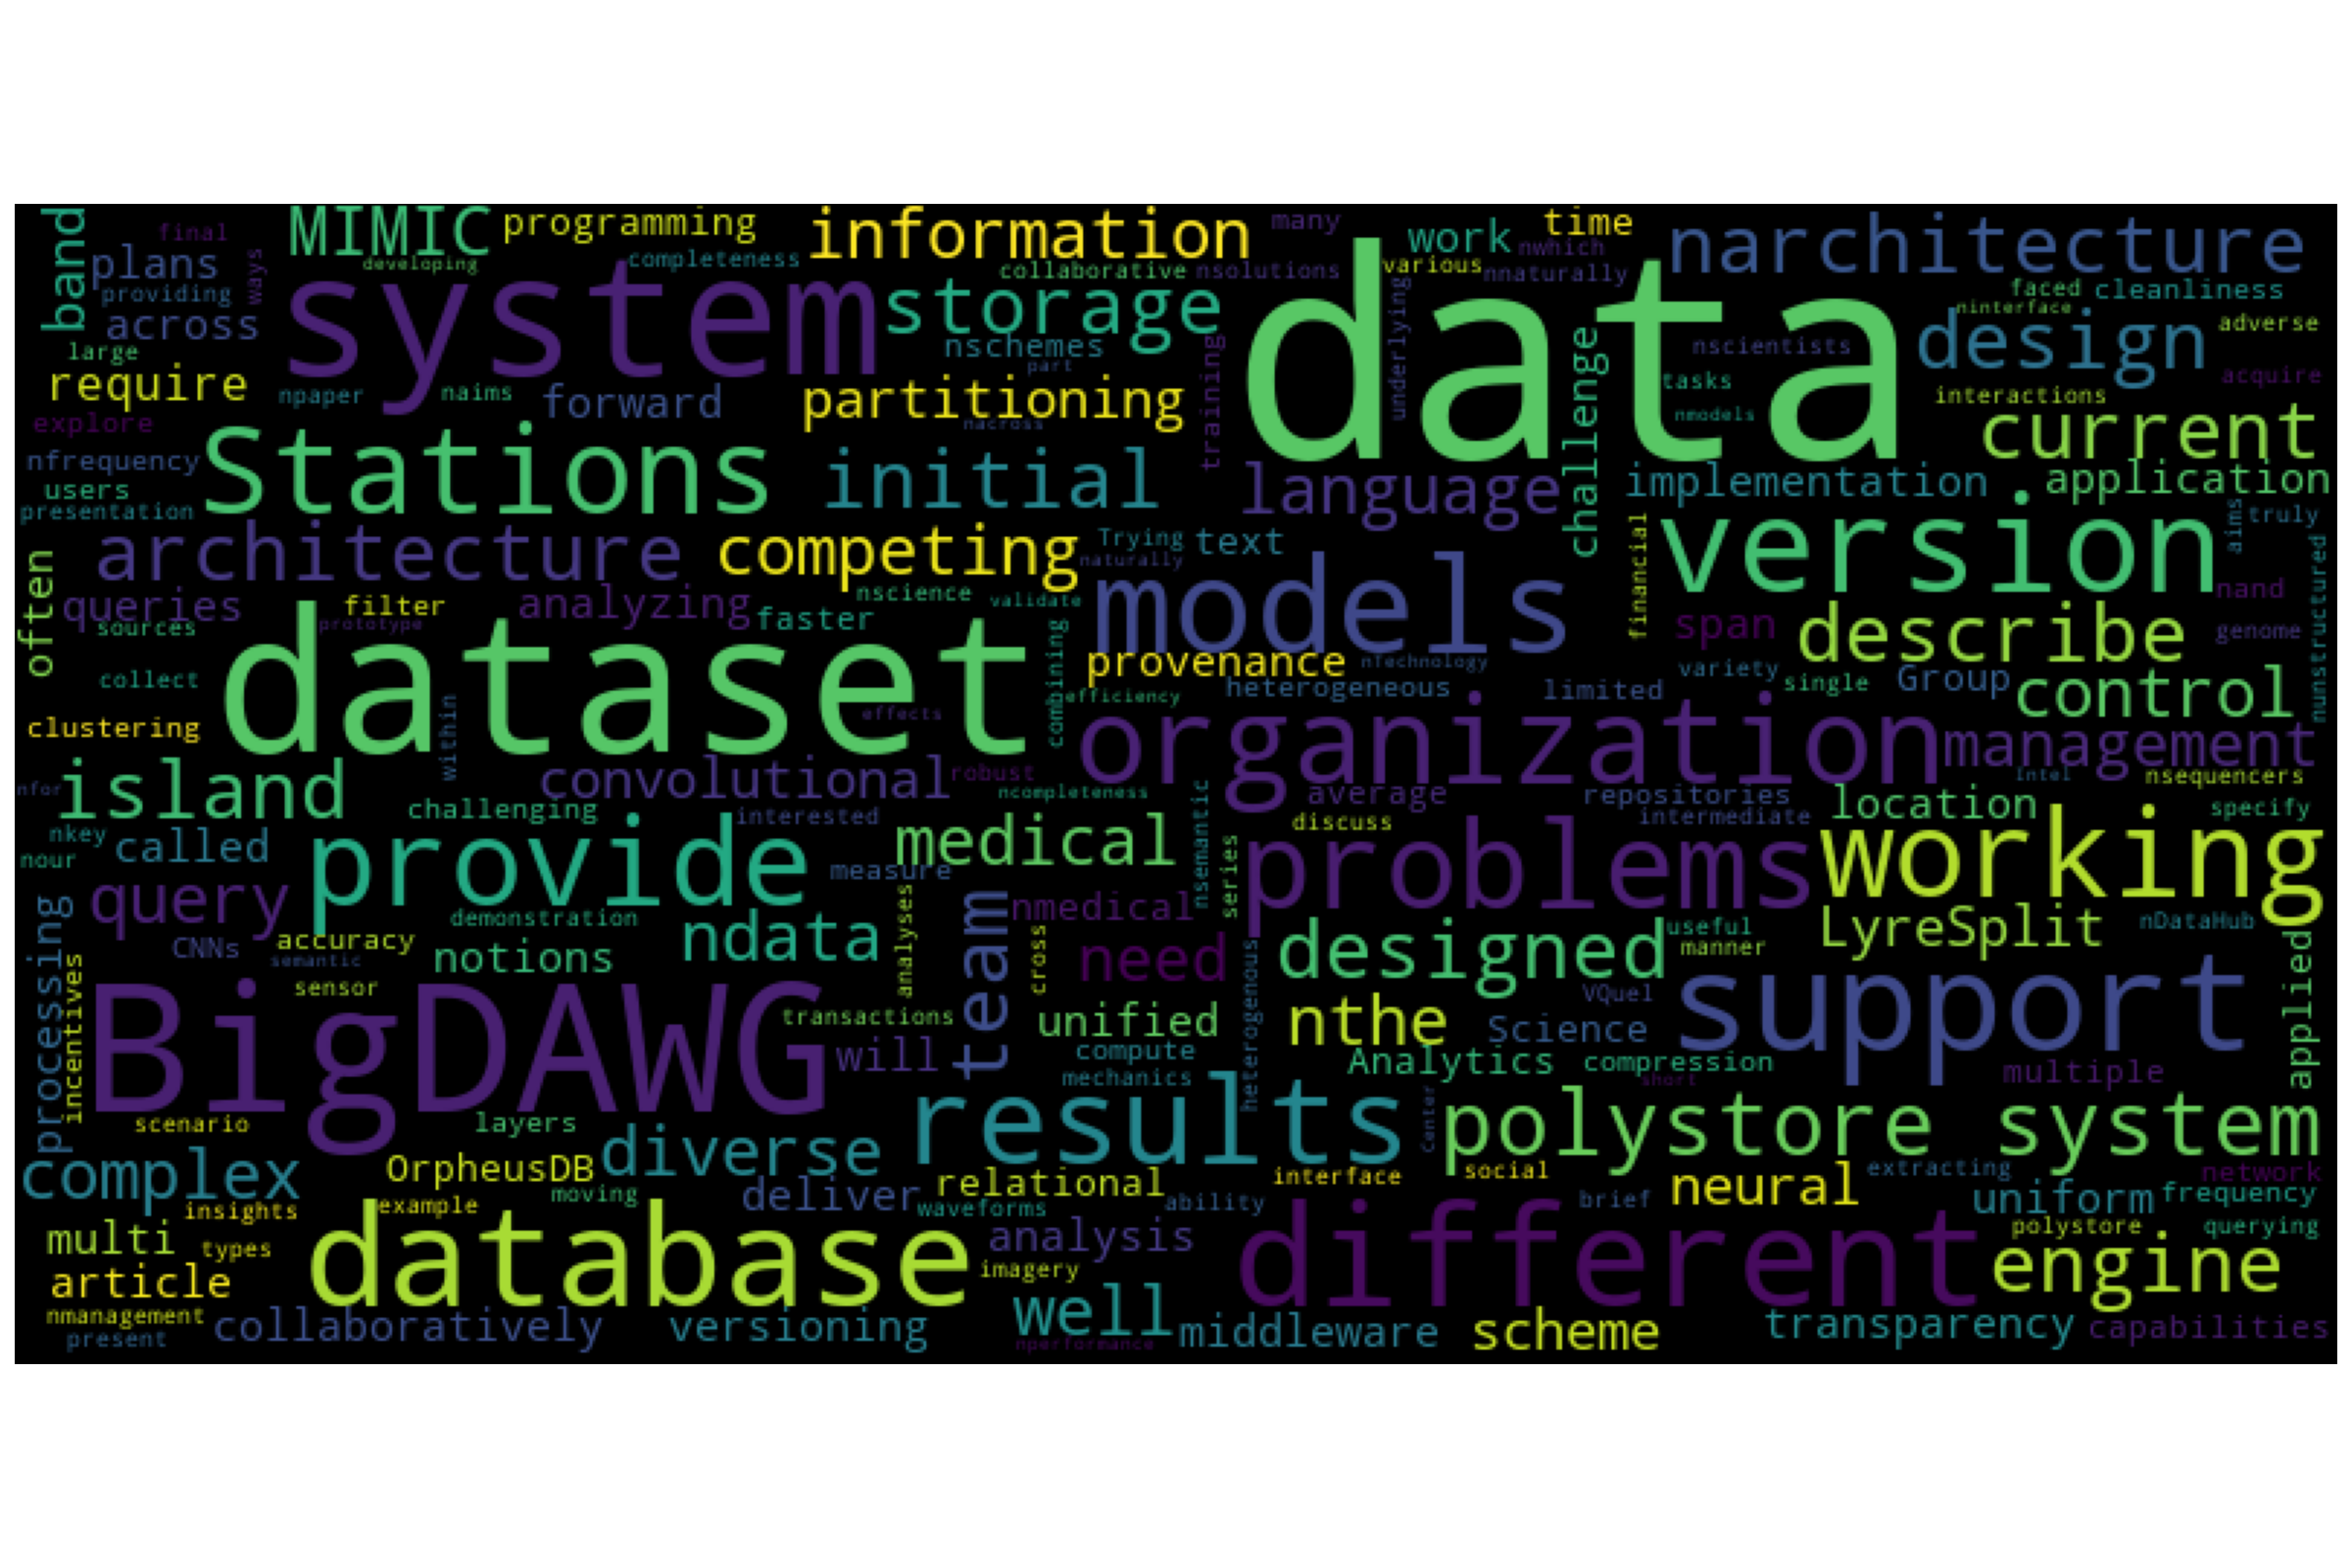 band
final
plans
providing
ways
across
large
require
explore
MIMIC
developing
programming
completeness
system
information
many
collaborative
nsolutions
storage
nschemes
part
npaper
naims
forward
partitioning
nacross
training
underlying
various
work
time
nwhich
nnaturally
narchitecture
faced
cleanliness
ninterface
adverse
design
data
challenge
nscientists
tasks
nmodels
acquire
interactions
current
nfrequency
users
presentation
Stations
initial
language
implementation
application
often
architecture
competing
Trying
text
naturally
financial
version
aims
truly
queries
filter
analyzing
faster
nscience
validate
sources
prototype
models
span
describe
nand
genome
nunstructured
collect
dataset
combining
provenance
nTechnology
efficiency
heterogeneous
limited
variety
single
Group
control
clustering
within
effects
organization
management
nfor
island
convolutional
robust
ncompleteness
average
repositories
Intel
nsequencers
challenging
interested
discuss
intermediate
location
specify
nkey
nour
called
provide
medical
measure
nsemantic
series
problems
working
query
demonstration
ndata
team
nmedical
LyreSplit
nDataHub
processing
incentives
CNNs
accuracy
semantic
notions
analyses
cross
need
designed
useful
manner
applied
sensor
BigDAWG
transactions
will
unified
heterogenous
nthe
VQuel
Science
support
compute
mechanics
Analytics
compression
short
multiple
scenario
layers
results
center
polystore system
complex
OrpheusDB
diverse
relational
interface
social
extracting
network
insights
example
moving
deliver
waveforms
ability
brief
neural
uniform
frequency
multi
types
database
analysis
different
polystore
querying
article
imagery
engine
nmanagement
present
collaboratively
versioning
well
nperformance
middleware
scheme
transparency
capabilities